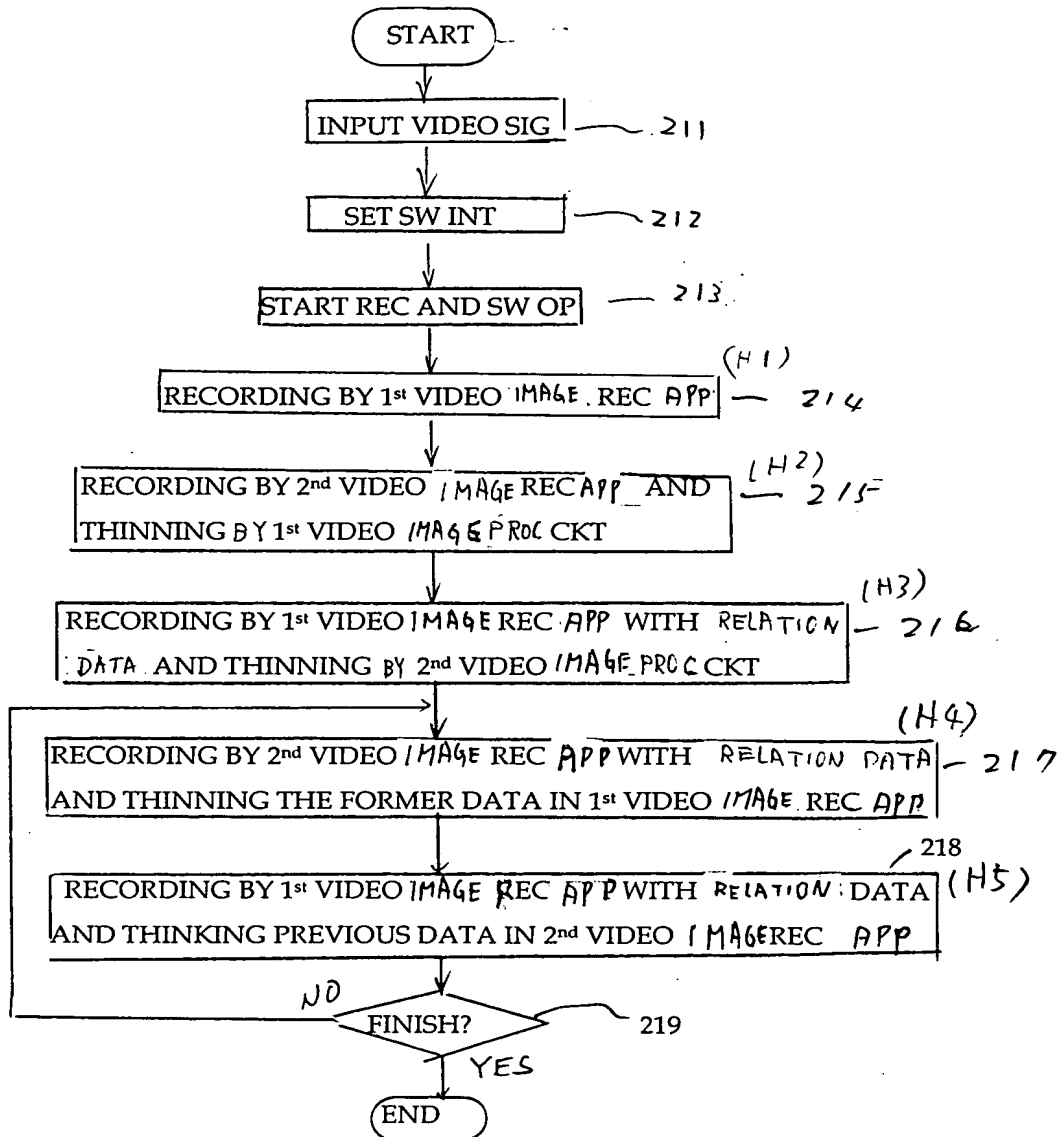 START
INPUT VIDEO SIG 211
SET SW INT 212
START REC AND SW OP 213
(H1)
RECORDING BY 1st VIDEO IMAGE REC APP 214
(H2)
RECORDING BY 2nd VIDEO IMAGE REC APP AND 215
THINNING BY 1st VIDEO IMAGE PROC CKT
(H3)
RECORDING BY 1st VIDEO IMAGE REC APP WITH RELATION 216
DATA AND THINNING BY 2nd VIDEO IMAGE PROC CKT
(H4)
RECORDING BY 2nd VIDEO IMAGE REC APP WITH RELATION DATA 217
AND THINNING THE FORMER DATA IN 1st VIDEO IMAGE REC APP
218
RECORDING BY 1st VIDEO IMAGE REC APP WITH RELATION DATA (H5)
AND THINKING PREVIOUS DATA IN 2nd VIDEO IMAGE REC APP
NO
FINISH? 219
YES
END